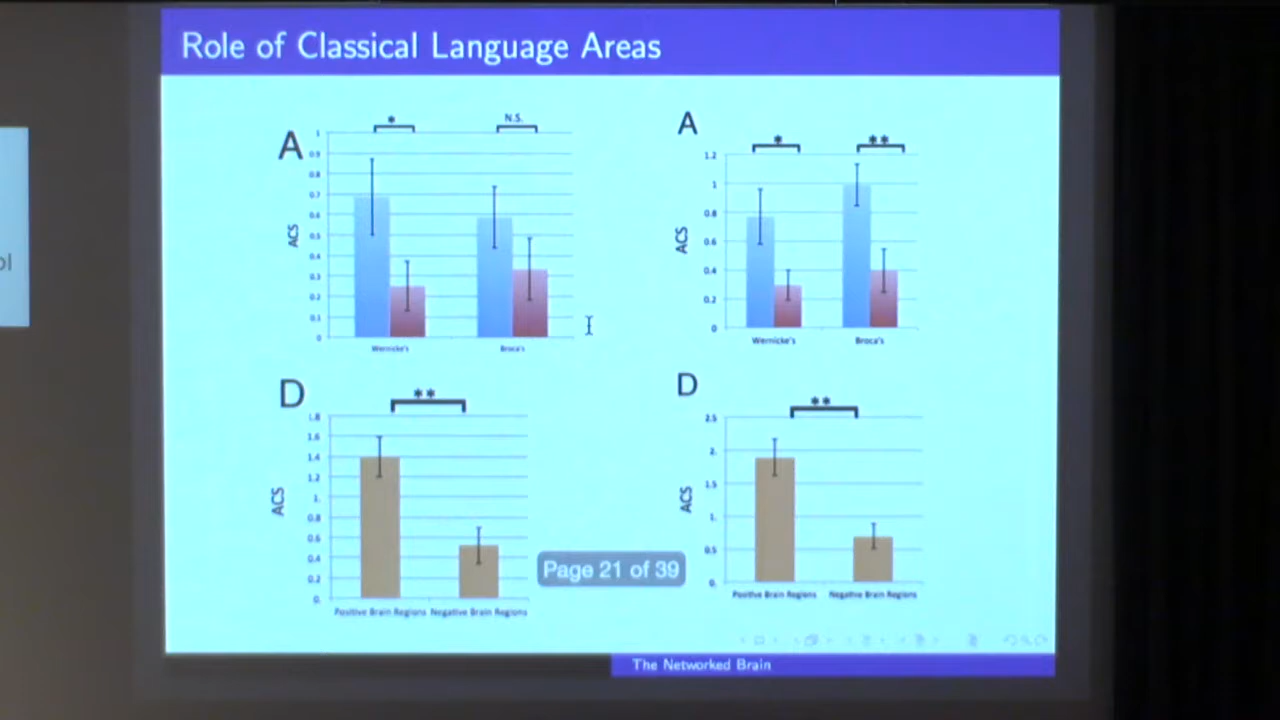 Role of Classical Language Areas
A
*
N.S.
1
0.9
0.8
0.7
0.6
0.5
0.4
0.3
0.2
0.1
0
ACS
Wernicke's
Broca's
A
*
**
1.2
1
0.8
0.6
0.4
0.2
0
ACS
Wernicke's
Broca's
D
**
1.8
1.6
1.4
1.2
1.
0.8
0.6
0.4
0.2
0.
ACS
Positive Brain Regions Negative Brain Regions
D
**
2.5
2.
1.5
1.
0.5
0.
ACS
Positive Brain Regions Negative Brain Regions
Page 21 of 39
The Networked Brain
ol